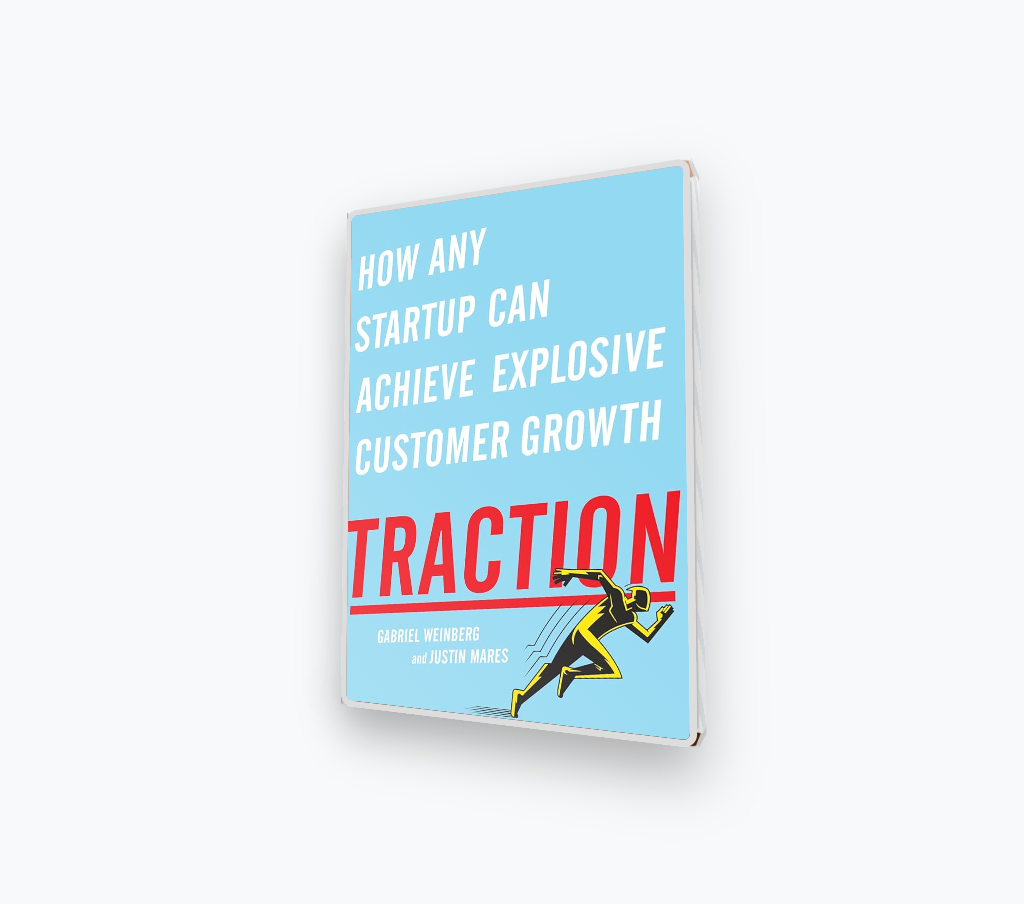 HOW ANY
STARTUP CAN
ACHIEVE EXPLOSIVE
CUSTOMER GROWTH
TRACTION
GABRIEL WEINBERG
and JUSTIN MARES